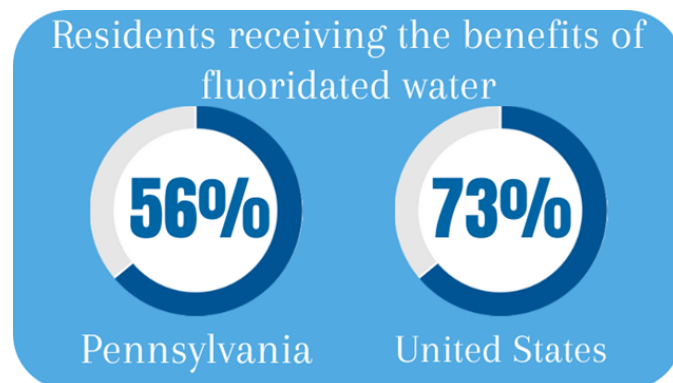 Residents receiving the benefits of
fluoridated water
56%
73%
Pennsylvania
United States